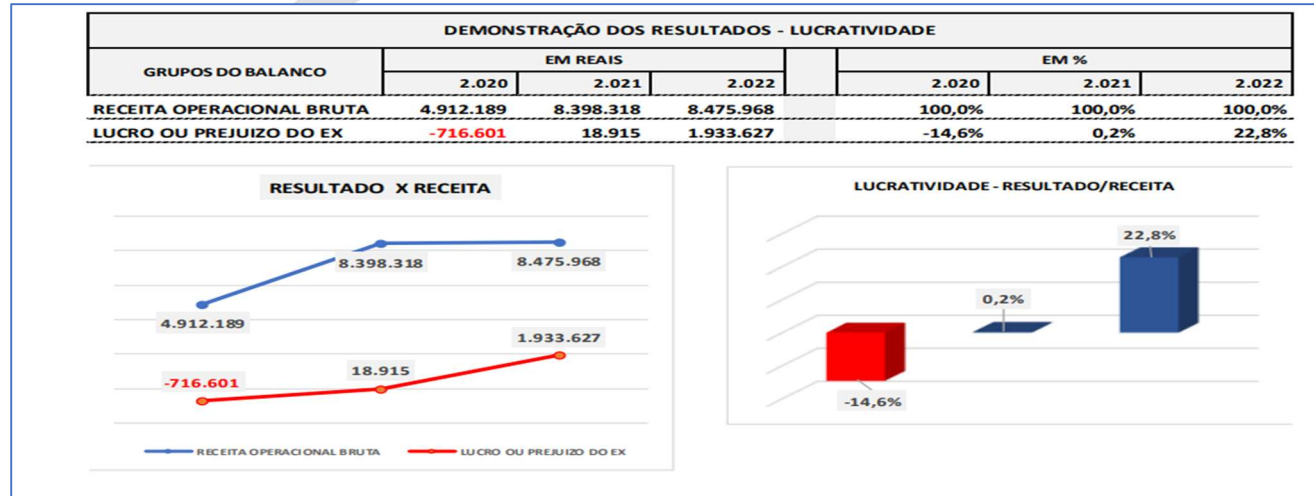 DEMONSTRAÇÃO DOS RESULTADOS - LUCRATIVIDADE
GRUPOS DO BALANCO EM REAIS EM %
2.020 2.021 2.022 2.020 2.021 2.022
RECEITA OPERACIONAL BRUTA 4.912.189 8.398.318 8.475.968 100,0% 100,0% 100,0%
LUCRO OU PREJUIZO DO EX -716.601 18.915 1.933.627 -14,6% 0,2% 22,8%
RESULTADO X RECEITA
8.398.318 8.475.968
4.912.189
1.933.627
18.915
-716.601
RECEITA OPERACIONAL BRUTA LUCRO OU PREJUIZO DO EX
LUCRATIVIDADE - RESULTADO/RECEITA
22,8%
0,2%
-14,6%